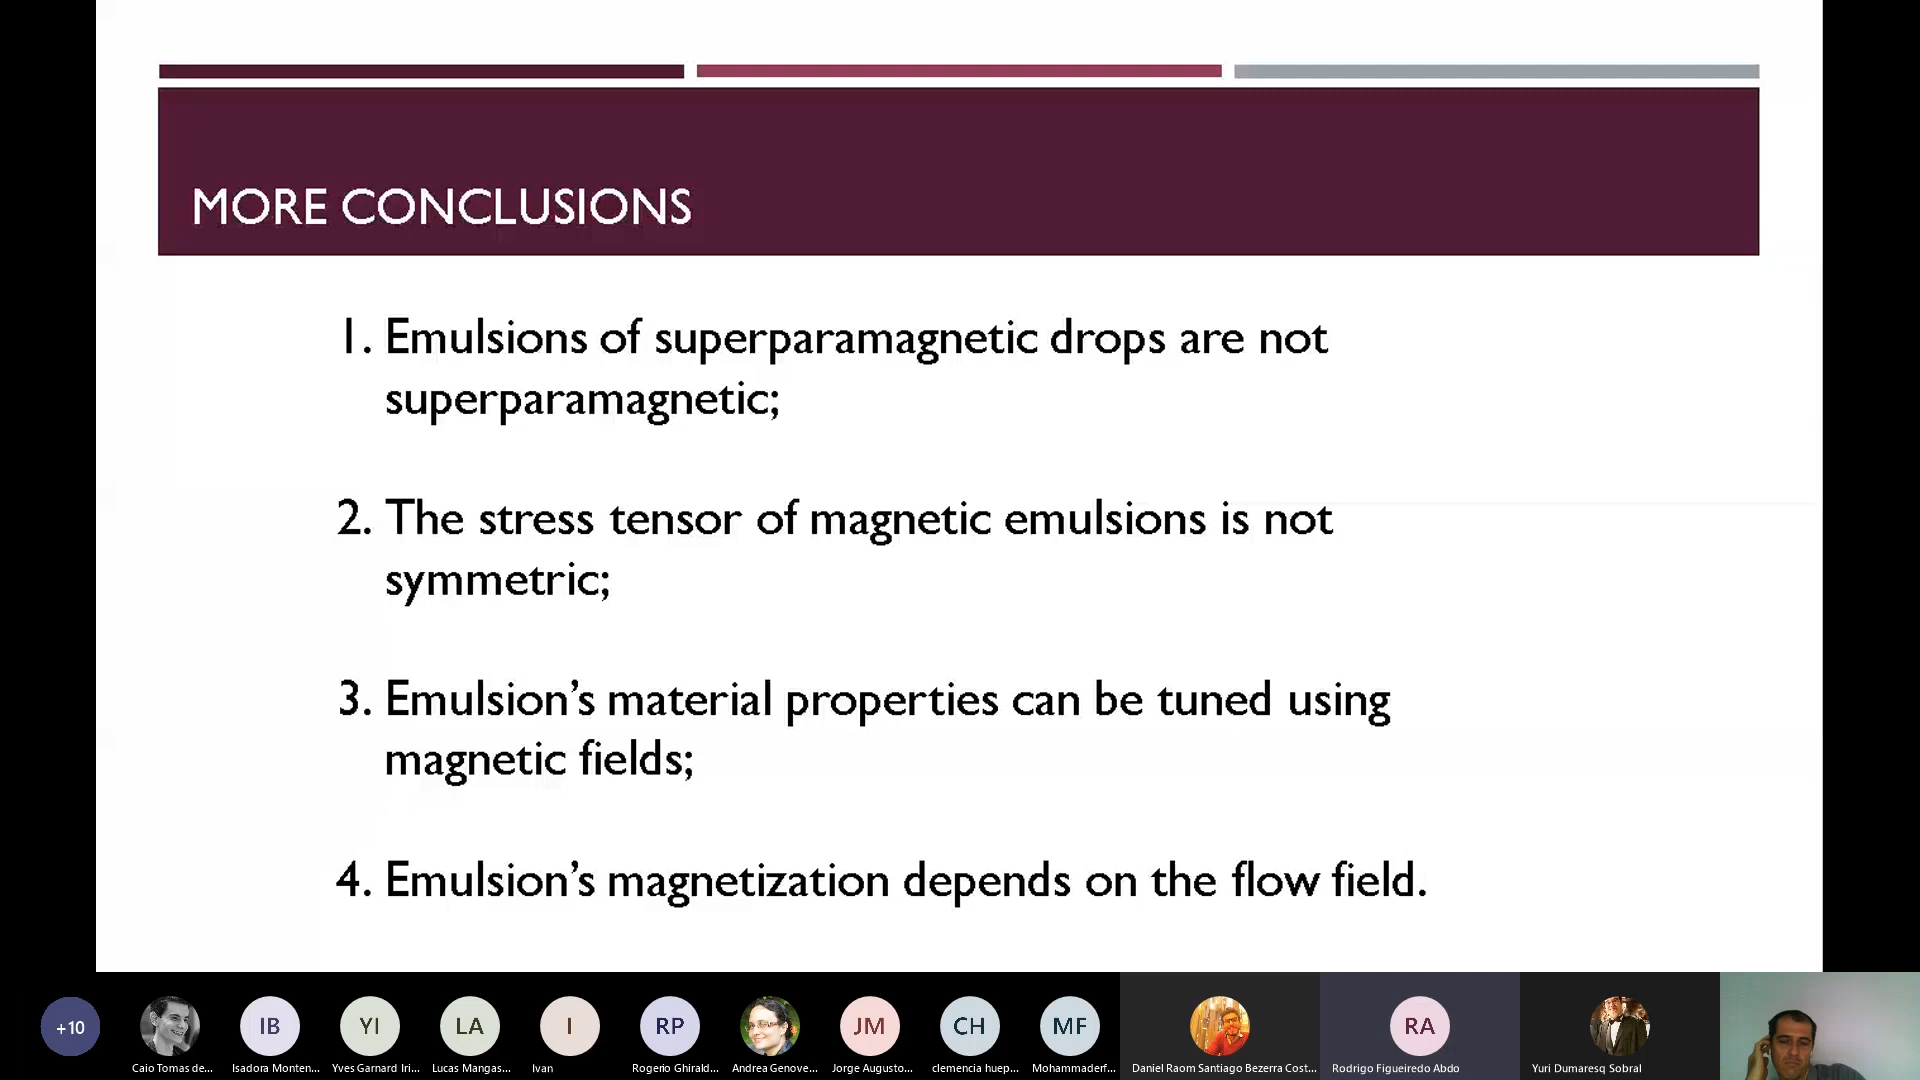 MORE CONCLUSIONS
1. Emulsions of superparamagnetic drops are not
superparamagnetic;
2. The stress tensor of magnetic emulsions is not
symmetric;
3. Emulsion’s material properties can be tuned using
magnetic fields;
4. Emulsion’s magnetization depends on the flow field.
+10
IB
YI
LA
I
RP
JM
CH
MF
RA
Caio Tomas de...
Isadora Monten...
Yves Garnard Iri...
Lucas Mangas...
Ivan
Rogerio Ghirald...
Andrea Genove...
Jorge Augusto...
clemencia huep...
Mohammaderf...
Daniel Raom Santiago Bezerra Cost...
Rodrigo Figueiredo Abdo
Yuri Dumaresq Sobral